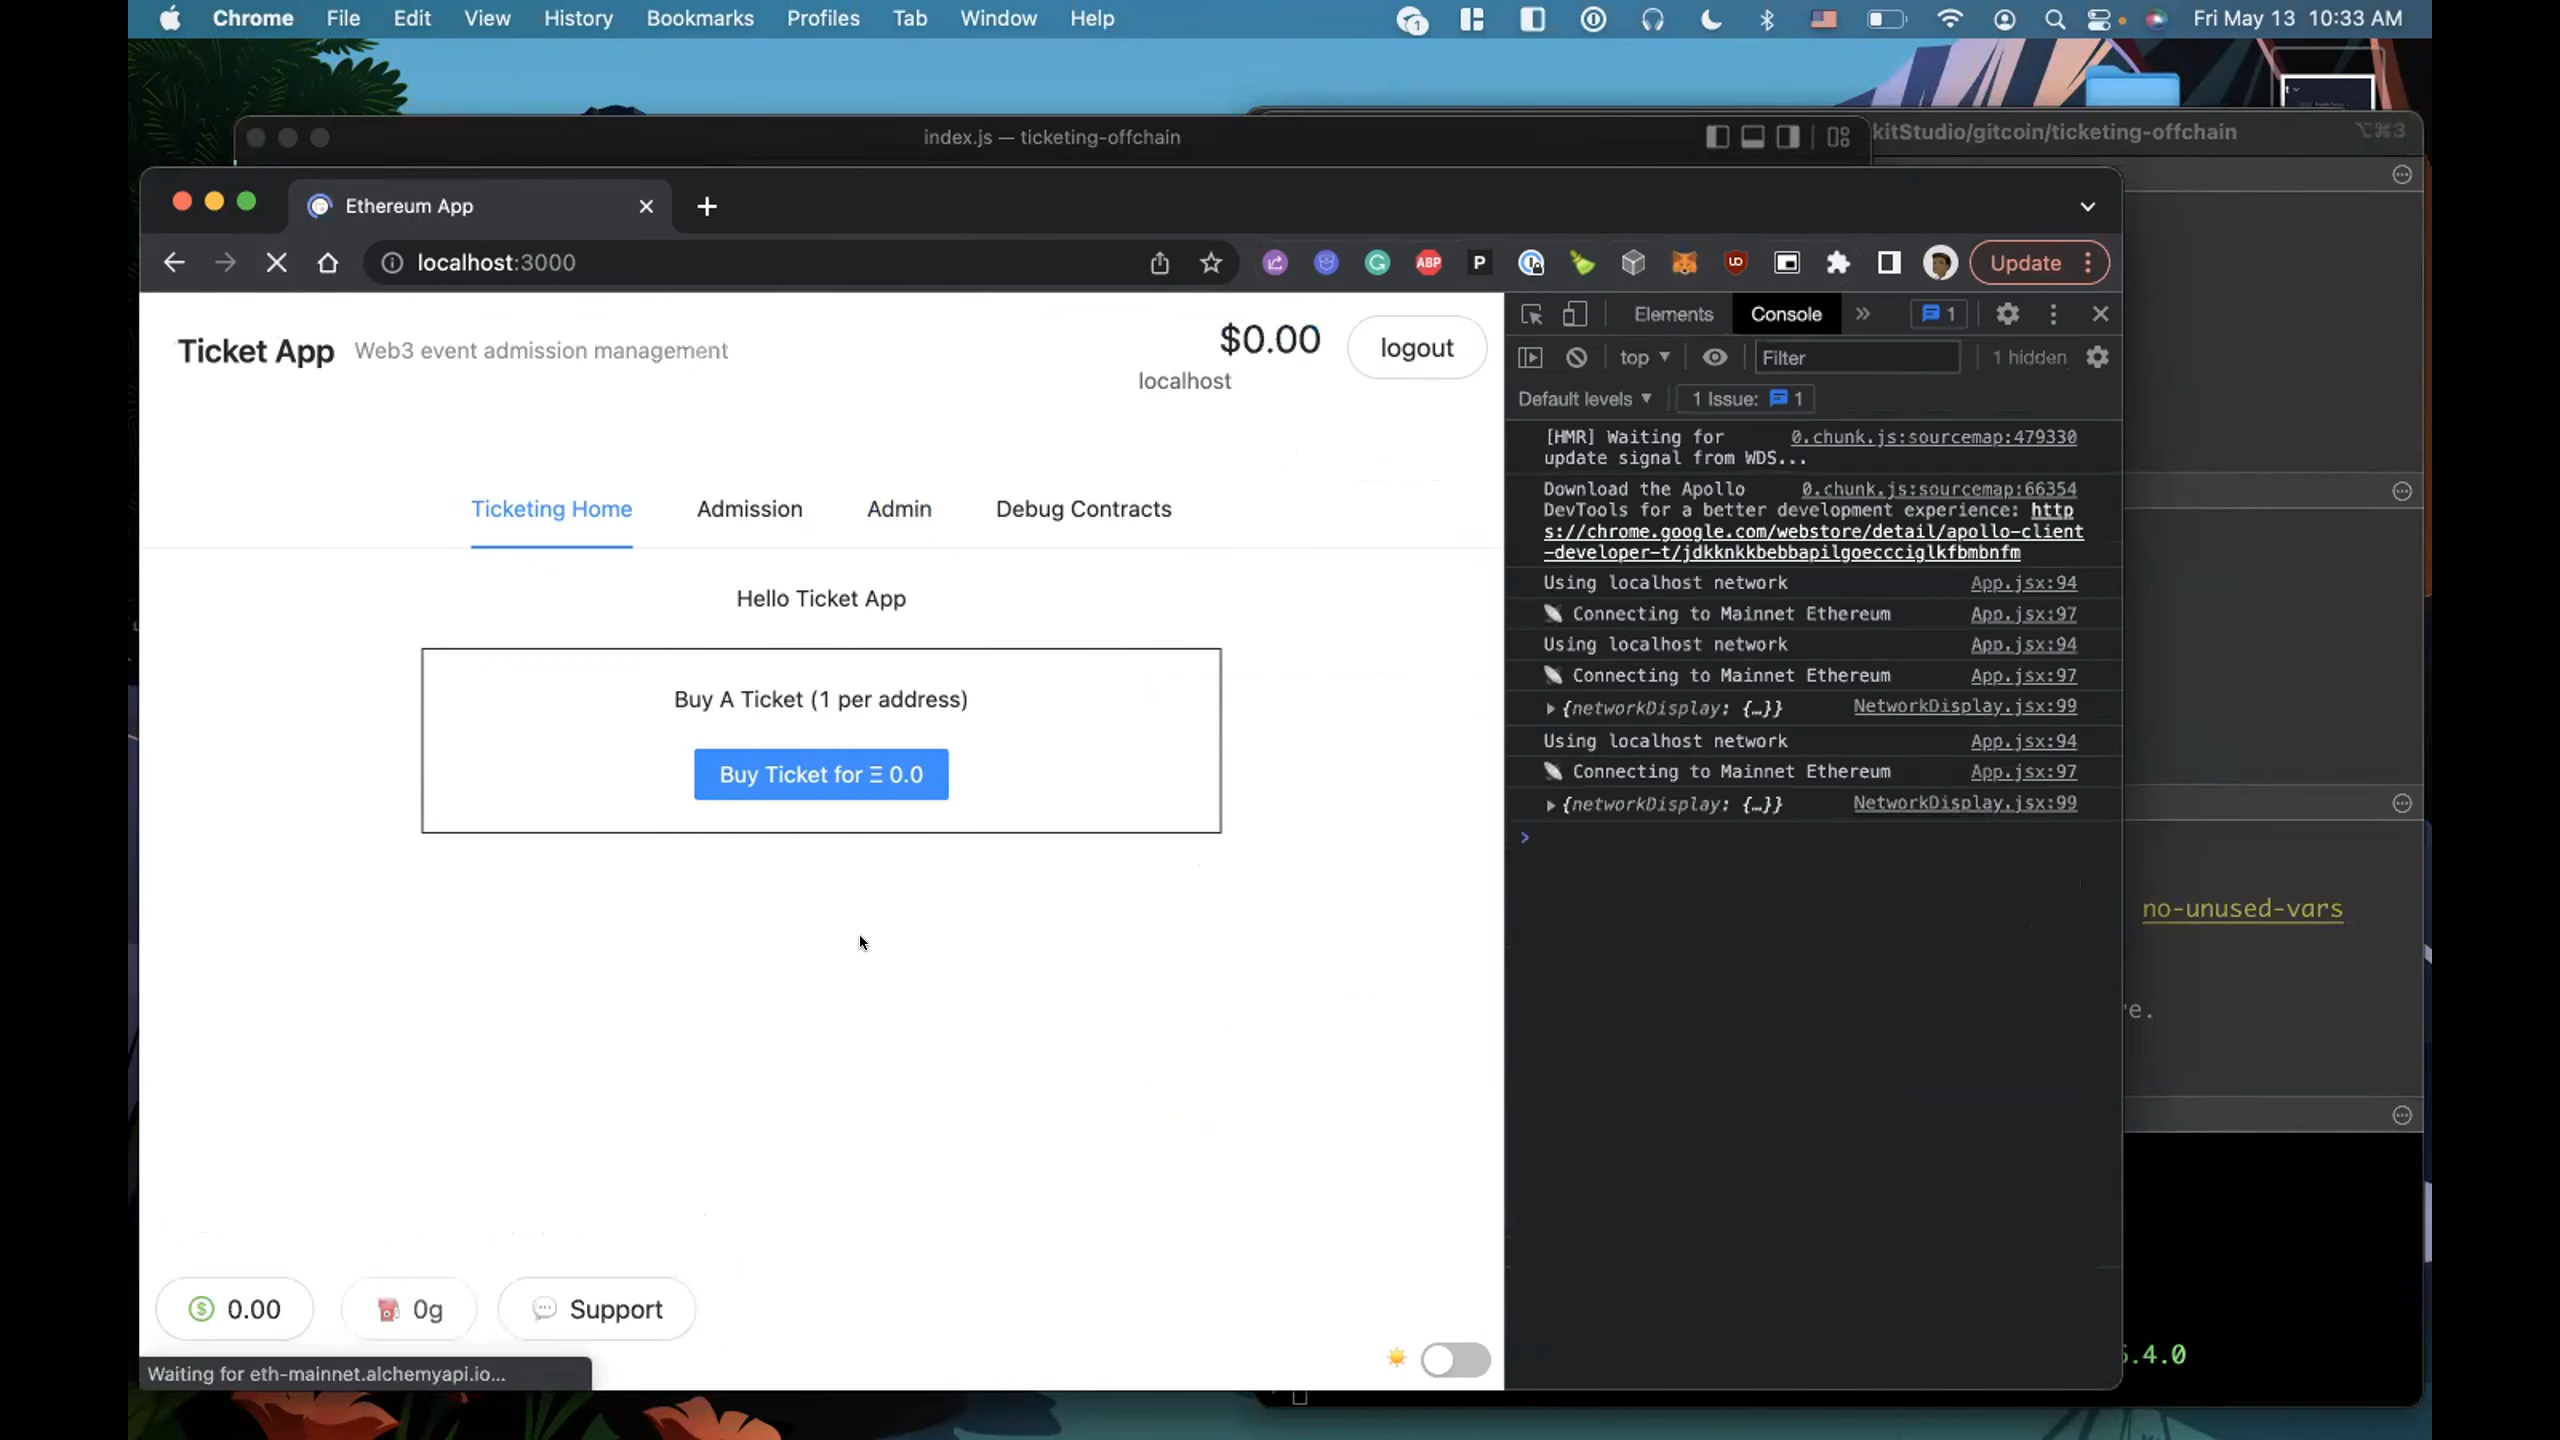 Chrome File Edit View History Bookmarks Profiles Tab Window Help 1 Fri May 13 10:33 AM
index.js — ticketing-offchain
kitStudio/gitcoin/ticketing-offchain ⌥⌘3
Ethereum App
localhost:3000
ABP
P
Update
Ticket App Web3 event admission management
$0.00
localhost
logout
Ticketing Home Admission Admin Debug Contracts
Hello Ticket App
Buy A Ticket (1 per address)
Buy Ticket for Ξ 0.0
0.00
0g
Support
Waiting for eth-mainnet.alchemyapi.io...
Elements Console » 1
top ▼ Filter 1 hidden
Default levels ▼ 1 Issue: 1
[HMR] Waiting for 0.chunk.js:sourcemap:479330
update signal from WDS...
Download the Apollo 0.chunk.js:sourcemap:66354
DevTools for a better development experience: http
s://chrome.google.com/webstore/detail/apollo-client
-developer-t/jdkknkkbebbapilgoeccciglkfbmbnfm
Using localhost network App.jsx:94
Connecting to Mainnet Ethereum App.jsx:97
Using localhost network App.jsx:94
Connecting to Mainnet Ethereum App.jsx:97
▶{networkDisplay: {…}} NetworkDisplay.jsx:99
Using localhost network App.jsx:94
Connecting to Mainnet Ethereum App.jsx:97
▶{networkDisplay: {…}} NetworkDisplay.jsx:99
no-unused-vars
e.
.4.0